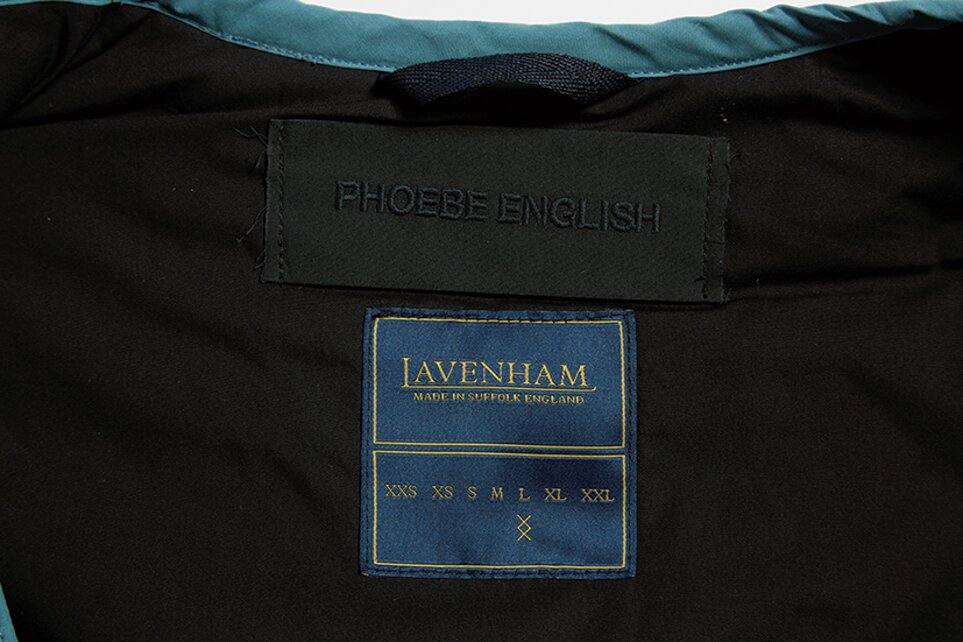 PHOEBE ENGLISH
LAVENHAM
MADE IN SUFFOLK ENGLAND
XXS XS S M L XL XXL